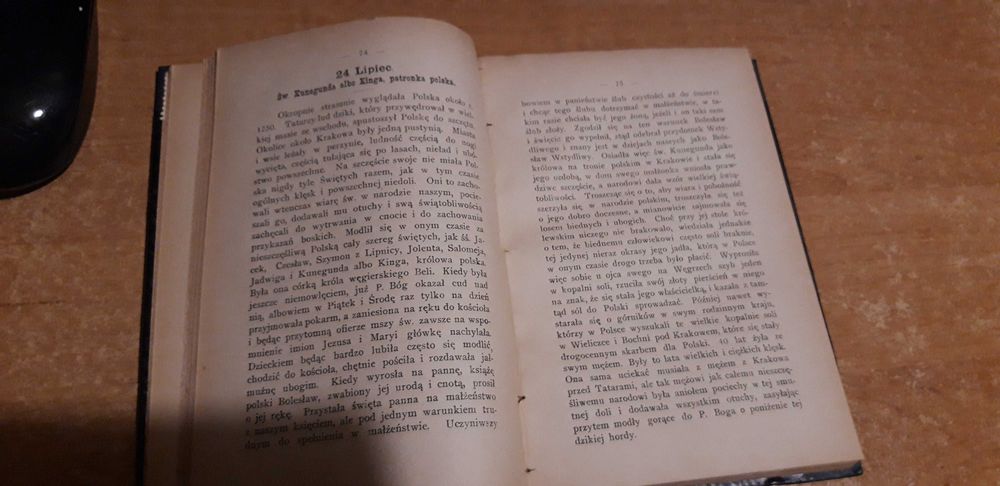 — 74 —
24 Lipiec.
Św. Kunegunda albo Kinga, patronka polska.
Okropnie strasznie wyglądała Polska około r.
1250. Tatarzy lud dziki, który przywędrował w wiel-
kiej masie ze wschodu, spustoszył Polskę do szczętu.
Okolice około Krakowa były jedną pustynią. Miasta
i wsie leżały w perzynie, ludność częścią do nogi
wycięta, częścią tułająca się po lasach, nieład i ubó-
stwo powszechne. Na szczęście swoje nie miała Pol-
ska nigdy tyle Świętych razem, jak w tym czasie
ogólnych klęsk i powszechnej niedoli. Oni to zacho-
wali wtenczas wiarę św. w narodzie naszym, pocie-
szali go, dodawali mu otuchy i swą świątobliwością
zachęcali do wytrwania w cnocie i do zachowania
przykazań boskich. Modlił się w onym czasie za
nieszczęśliwą Polską cały szereg świętych, jak śś. Ja-
cek, Czesław, Szymon z Lipnicy, Jolenta, Salomeja,
Jadwiga i Kunegunda albo Kinga, królowa polska.
Była ona córką króla węgierskiego Beli. Kiedy była
jeszcze niemowlęciem, już P. Bóg okazał cud nad
nią, albowiem w Piątek i Środę raz tylko na dzień
przyjmowała pokarm, a zaniesiona na ręku do kościoła
i będąc przytomną ofierze mszy św. zawsze na wspo-
mnienie imion Jezusa i Maryi główkę nachylała.
Dzieckiem będąc bardzo lubiła często się modlić,
chodzić do kościoła, chętnie pościła i rozdawała jał-
mużnę ubogim. Kiedy wyrosła na pannę, książę
polski Bolesław, zwabiony jej urodą i cnotą, prosił
o jej rękę. Przystała święta panna na małżeństwo
z naszym księciem, ale pod jednym warunkiem tru-
dnym do spełnienia w małżeństwie. Uczyniwszy
— 75 —
bowiem w panieństwie ślub czystości aż do śmierci
i chcąc tego ślubu dotrzymać w małżeństwie, w ta-
kim razie chciała być jego żoną, jeżeli i on taki sam
ślub złoży. Zgodził się na ten warunek Bolesław
i święcie go wypełnił, stąd odebrał przydomek Wsty-
dliwego i znany jest w dziejach naszych jako Bole-
sław Wstydliwy. Osiadła więc św. Kunegunda jako
królowa na tronie polskim w Krakowie i stała się
jego ozdobą, w dom swego małżonka wniosła praw-
dziwe szczęście, a narodowi dała wzór wielkiej świą-
tobliwości. Troszcząc się o to, aby wiara i pobożność
szerzyła się w narodzie polskim, troszczyła się też
o jego dobro doczesne, a mianowicie zajmowała się
losem biednych i ubogich. Choć przy jej stole kró-
lewskim niczego nie brakowało, wiedziała jednakże
o tem, że biednemu człowiekowi często soli braknie,
tej jedynej nieraz okrasy jego jadła, którą w Polsce
w onym czasie drogo trzeba było płacić. Wyprosiła
więc sobie u ojca swego na Węgrzech szyb jeden
w kopalni soli, rzuciła swój złoty pierścień w niego
na znak, że się stała jego właścicielką i kazała z tam-
tąd sól do Polski sprowadzać. Później nawet wy-
starała się o górników w swym rodzinnym kraju,
którzy w Polsce wyszukali te wielkie kopalnie soli
w Wieliczce i Bochni pod Krakowem, które się stały
drogocennym skarbem dla Polski. 40 lat żyła ze
swym mężem. Były to lata wielkich i ciężkich klęsk.
Ona sama uciekać musiała z mężem z Krakowa
przed Tatarami, ale tak mężowi jak całemu nieszczę-
śliwemu narodowi była aniołem pociechy w tej smu-
tnej doli i dodawała wszystkim otuchy, zasyłając
przytem modły gorące do P. Boga o poniżenie tej
dzikiej hordy.